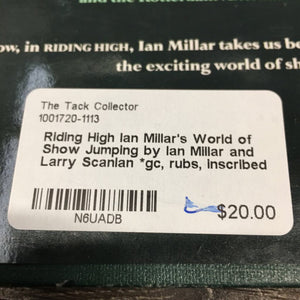 ow, in RIDING HIGH, Ian Millar takes us be
the exciting world of sh
The Tack Collector
1001720-1113
Riding High Ian Millar's World of
Show Jumping by Ian Millar and
Larry Scanlan *gc, rubs, inscribed
N6UADB
$20.00